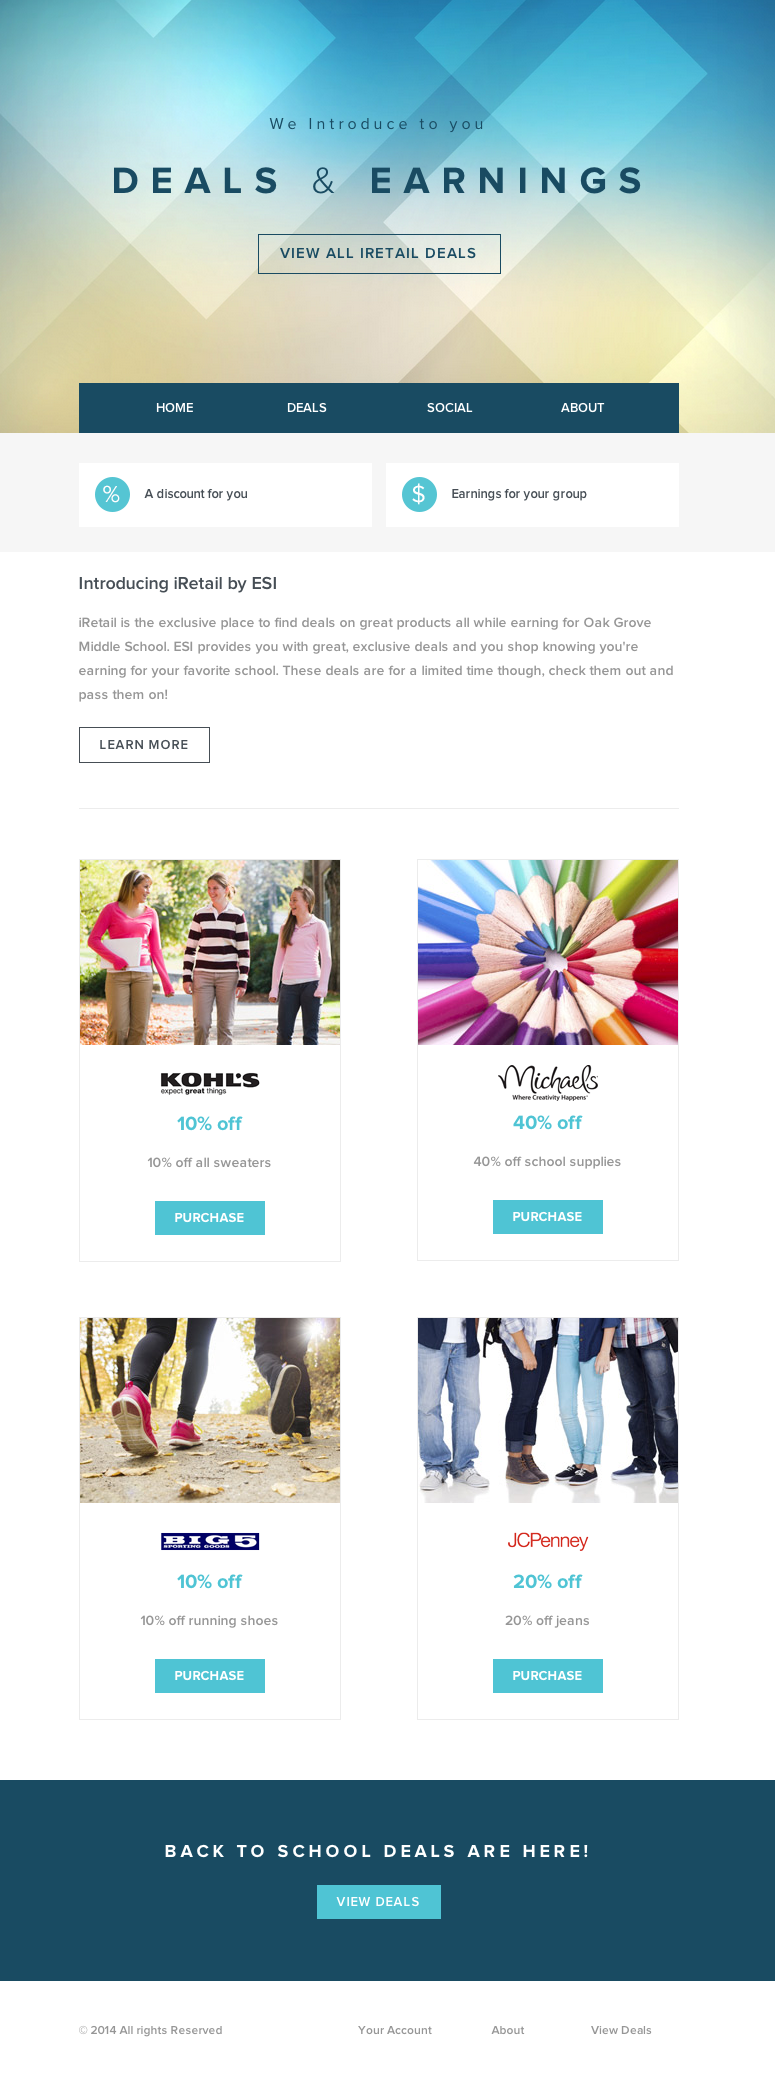 We Introduce to you
DEALS & EARNINGS
VIEW ALL IRETAIL DEALS
HOME DEALS SOCIAL ABOUT
% A discount for you
$ Earnings for your group
Introducing iRetail by ESI
iRetail is the exclusive place to find deals on great products all while earning for Oak Grove
Middle School. ESI provides you with great, exclusive deals and you shop knowing you're
earning for your favorite school. These deals are for a limited time though, check them out and
pass them on!
LEARN MORE
KOHL'S
expect great things
10% off
10% off all sweaters
PURCHASE
Michaels
Where Creativity Happens™
40% off
40% off school supplies
PURCHASE
BIG 5
SPORTING GOODS
10% off
10% off running shoes
PURCHASE
JCPenney
20% off
20% off jeans
PURCHASE
BACK TO SCHOOL DEALS ARE HERE!
VIEW DEALS
© 2014 All rights Reserved Your Account About View Deals